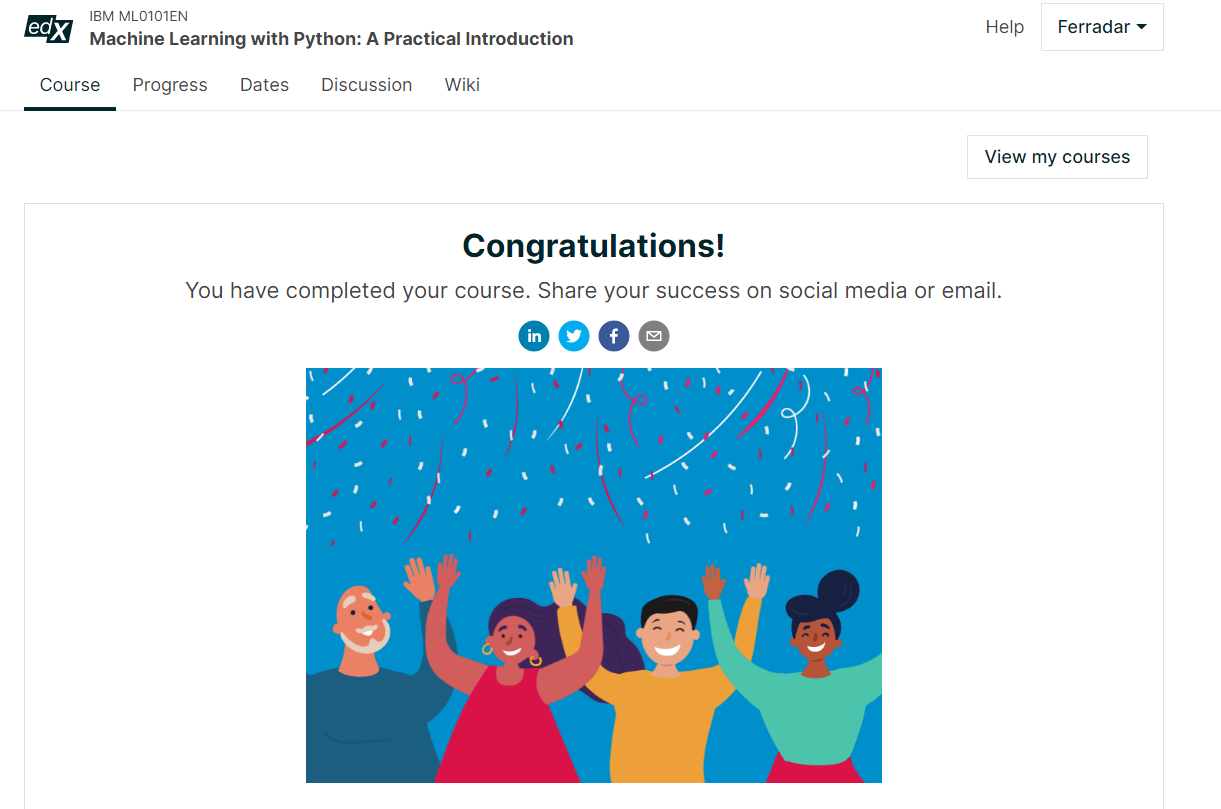 edX
IBM ML0101EN
Machine Learning with Python: A Practical Introduction
Help
Ferradar
Course Progress Dates Discussion Wiki
View my courses
Congratulations!
You have completed your course. Share your success on social media or email.
in f